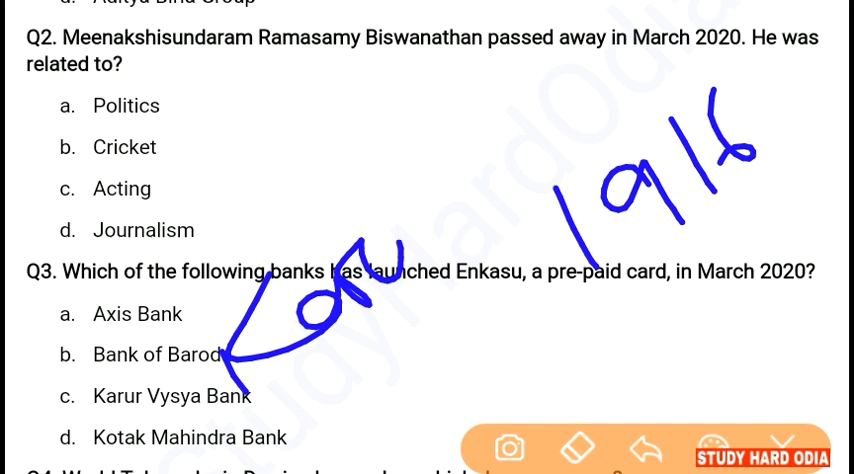 Q2. Meenakshisundaram Ramasamy Biswanathan passed away in March 2020. He was
related to?
a. Politics
b. Cricket
c. Acting
d. Journalism
1916
Q3. Which of the following banks has launched Enkasu, a pre-paid card, in March 2020?
a. Axis Bank
b. Bank of Baroda
c. Karur Vysya Bank
d. Kotak Mahindra Bank
STUDY HARD ODIA